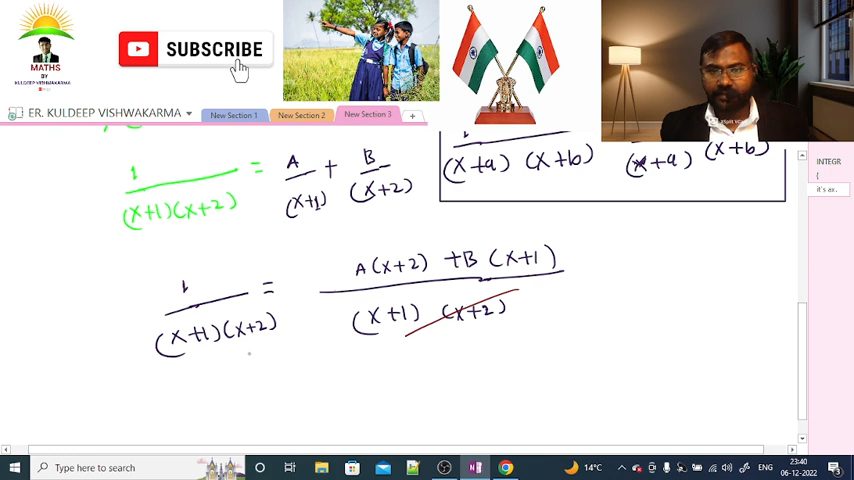 SUBSCRIBE
MATHS
BY
KULDEEP VISHWAKARMA
ER. KULDEEP VISHWAKARMA
New Section 1
New Section 2
New Section 3
+
INTEGR
{
it's ax.
1 / (x+1)(x+2) = A / (x+1) + B / (x+2)
(x+a) (x+b) (x+a) (x+b)
1 / (x+1)(x+2) = A(x+2) +B (x+1) / (x+1) (x+2)
Type here to search
14°C
ENG
23:40
06-12-2022
3